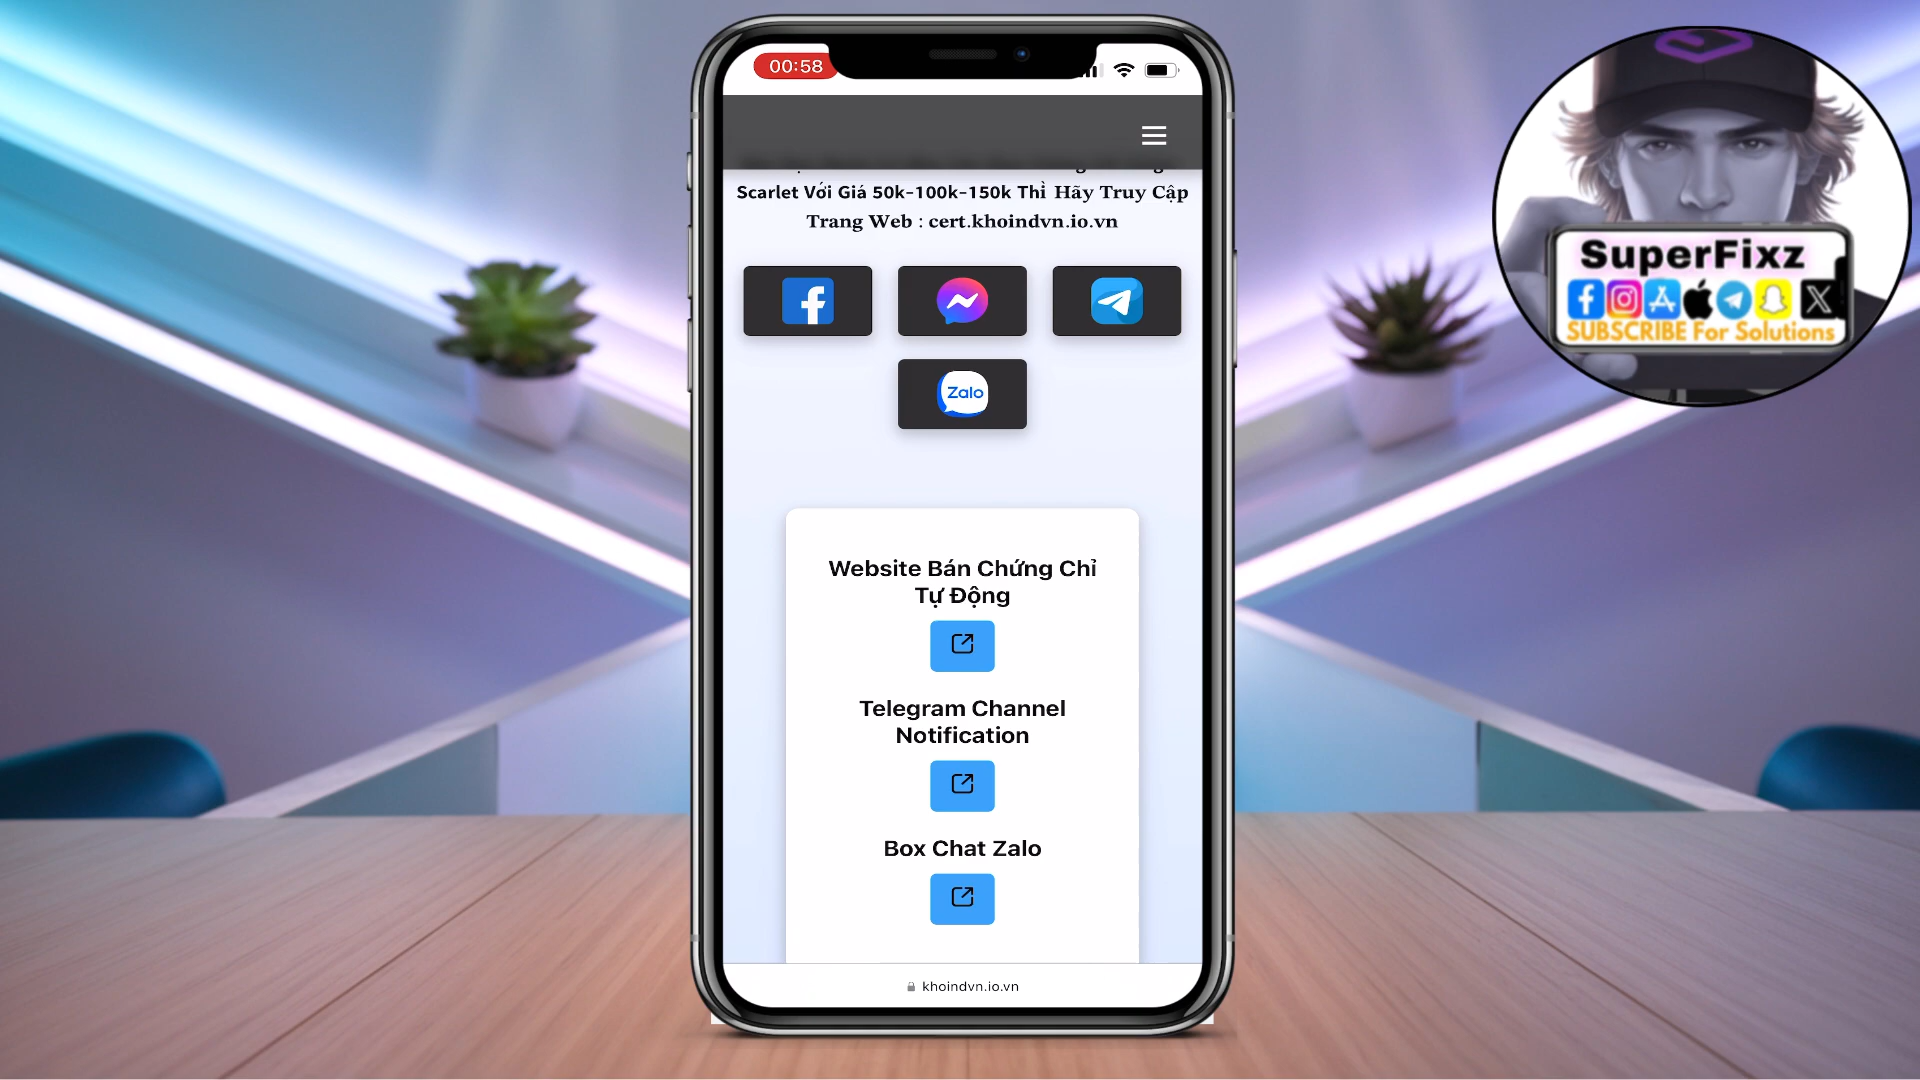 00:58
Scarlet Với Giá 50k-100k-150k Thì Hãy Truy Cập
Trang Web : cert.khoindvn.io.vn
Zalo
Website Bán Chứng Chỉ
Tự Động
Telegram Channel
Notification
Box Chat Zalo
khoindvn.io.vn
SuperFixz
SUBSCRIBE For Solutions